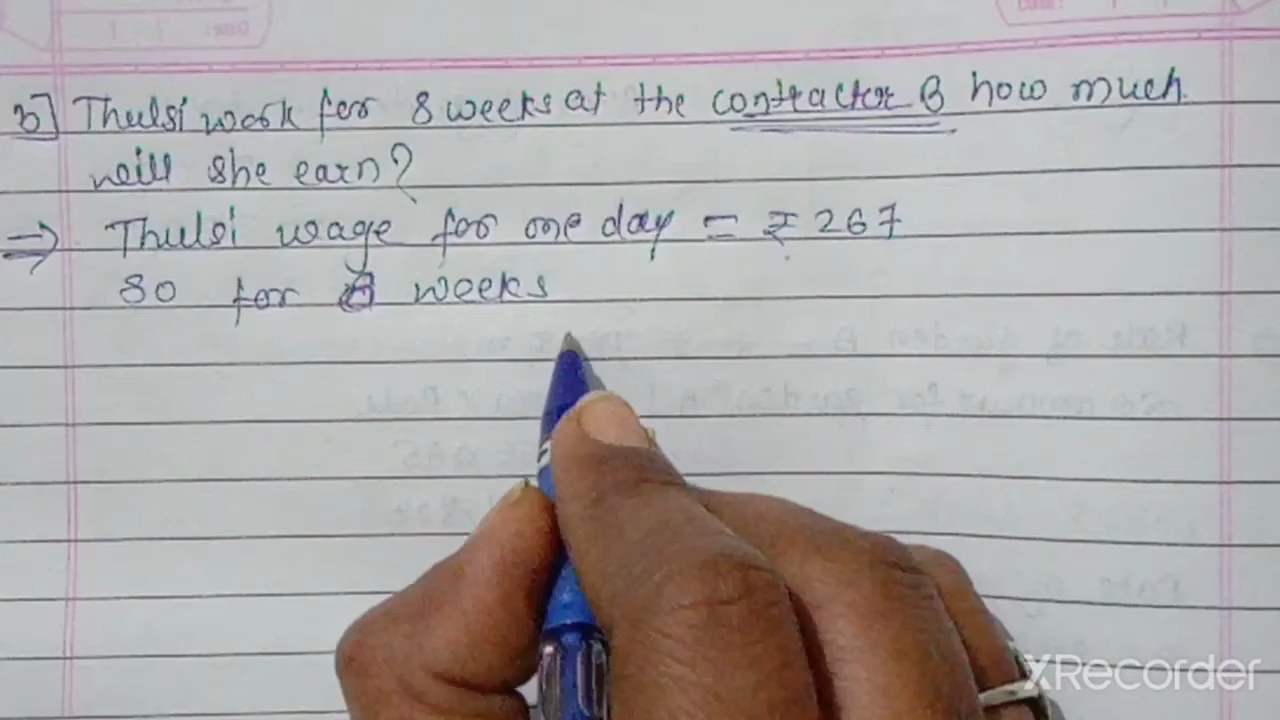 b] Thulsi work for 8 weeks at the contractor B how much
will she earn?
⇒ Thulsi wage for one day = ₹ 267
so for weeks
XRecorder